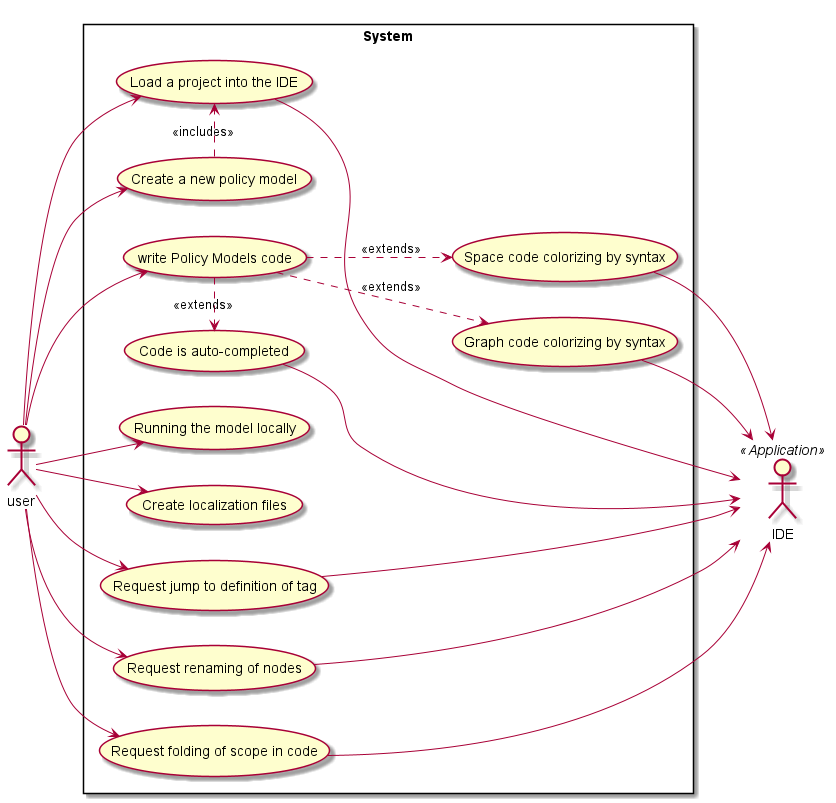 System
Load a project into the IDE
«includes»
Create a new policy model
write Policy Models code
«extends»
Space code colorizing by syntax
«extends»
«extends»
Graph code colorizing by syntax
Code is auto-completed
Running the model locally
«Application»
IDE
user
Create localization files
Request jump to definition of tag
Request renaming of nodes
Request folding of scope in code